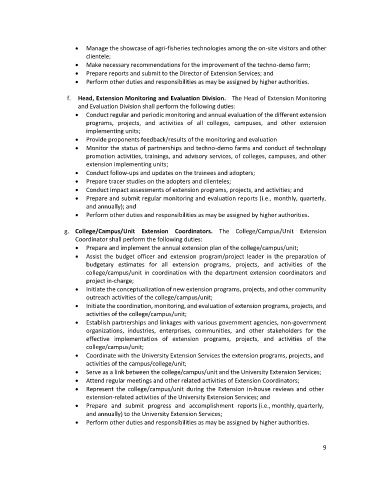 • Manage the showcase of agri-fisheries technologies among the on-site visitors and other
clientele;
• Make necessary recommendations for the improvement of the techno-demo farm;
• Prepare reports and submit to the Director of Extension Services; and
• Perform other duties and responsibilities as may be assigned by higher authorities.
f. Head, Extension Monitoring and Evaluation Division. The Head of Extension Monitoring
and Evaluation Division shall perform the following duties:
• Conduct regular and periodic monitoring and annual evaluation of the different extension
programs, projects, and activities of all colleges, campuses, and other extension
implementing units;
• Provide proponents feedback/results of the monitoring and evaluation
• Monitor the status of partnerships and techno-demo farms and conduct of technology
promotion activities, trainings, and advisory services, of colleges, campuses, and other
extension implementing units;
• Conduct follow-ups and updates on the trainees and adopters;
• Prepare tracer studies on the adopters and clienteles;
• Conduct impact assessments of extension programs, projects, and activities; and
• Prepare and submit regular monitoring and evaluation reports (i.e., monthly, quarterly,
and annually); and
• Perform other duties and responsibilities as may be assigned by higher authorities.
g. College/Campus/Unit Extension Coordinators. The College/Campus/Unit Extension
Coordinator shall perform the following duties:
• Prepare and implement the annual extension plan of the college/campus/unit;
• Assist the budget officer and extension program/project leader in the preparation of
budgetary estimates for all extension programs, projects, and activities of the
college/campus/unit in coordination with the department extension coordinators and
project in-charge;
• Initiate the conceptualization of new extension programs, projects, and other community
outreach activities of the college/campus/unit;
• Initiate the coordination, monitoring, and evaluation of extension programs, projects, and
activities of the college/campus/unit;
• Establish partnerships and linkages with various government agencies, non-government
organizations, industries, enterprises, communities, and other stakeholders for the
effective implementation of extension programs, projects, and activities of the
college/campus/unit;
• Coordinate with the University Extension Services the extension programs, projects, and
activities of the campus/college/unit;
• Serve as a link between the college/campus/unit and the University Extension Services;
• Attend regular meetings and other related activities of Extension Coordinators;
• Represent the college/campus/unit during the Extension in-house reviews and other
extension-related activities of the University Extension Services; and
• Prepare and submit progress and accomplishment reports (i.e., monthly, quarterly,
and annually) to the University Extension Services;
• Perform other duties and responsibilities as may be assigned by higher authorities.
9